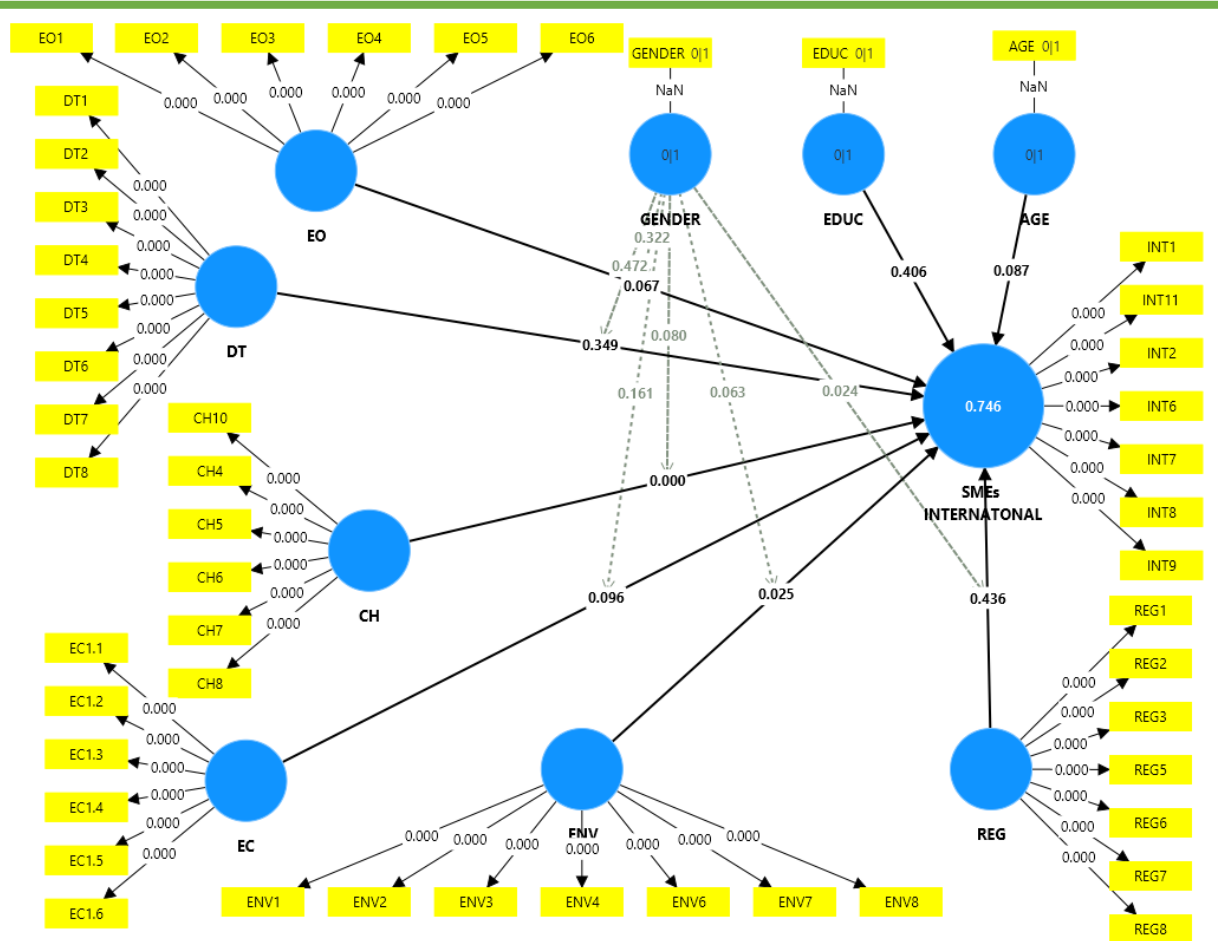 EO1
EO2
EO3
EO4
EO5
EO6
0.000
0.000
0.000
0.000
0.000
0.000
EO
GENDER 0|1
NaN
0|1
GENDER
EDUC 0|1
NaN
0|1
EDUC
AGE 0|1
NaN
0|1
AGE
DT1
DT2
DT3
DT4
DT5
DT6
DT7
DT8
0.000
0.000
0.000
0.000
0.000
0.000
0.000
0.000
DT
0.322
0.472
0.067
0.349
0.080
0.161
0.063
0.024
0.406
0.087
INT1
INT11
INT2
INT6
INT7
INT8
INT9
0.000
0.000
0.000
0.000
0.000
0.000
0.000
0.746
SMEs
INTERNATONAL
CH10
CH4
CH5
CH6
CH7
CH8
0.000
0.000
0.000
0.000
0.000
0.000
CH
0.000
0.096
0.025
0.436
EC1.1
EC1.2
EC1.3
EC1.4
EC1.5
EC1.6
0.000
0.000
0.000
0.000
0.000
0.000
EC
ENV
0.000
0.000
0.000
0.000
0.000
0.000
0.000
ENV1
ENV2
ENV3
ENV4
ENV6
ENV7
ENV8
REG1
REG2
REG3
REG5
REG6
REG7
REG8
0.000
0.000
0.000
0.000
0.000
0.000
0.000
REG